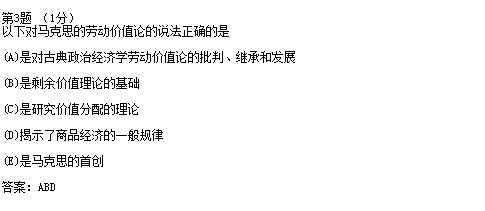 第3题 （1分）
以下对马克思的劳动价值论的说法正确的是
(A)是对古典政治经济学劳动价值论的批判、继承和发展
(B)是剩余价值理论的基础
(C)是研究价值分配的理论
(D)揭示了商品经济的一般规律
(E)是马克思的首创
答案：ABD